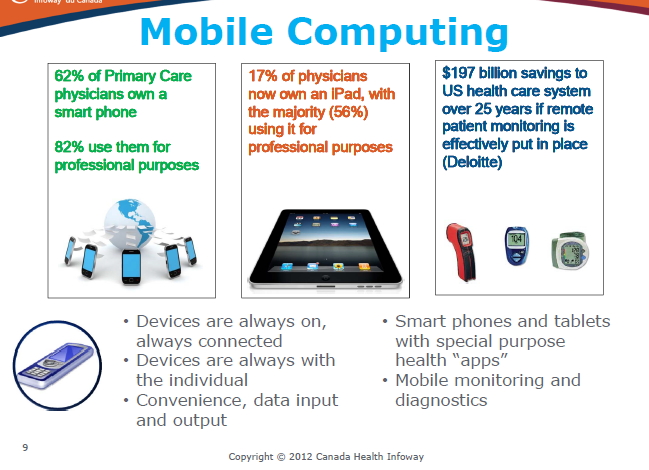 Infoway du Canada
Mobile Computing
62% of Primary Care
physicians own a
smart phone
82% use them for
professional purposes
17% of physicians
now own an iPad, with
the majority (56%)
using it for
professional purposes
$197 billion savings to
US health care system
over 25 years if remote
patient monitoring is
effectively put in place
(Deloitte)
104
• Devices are always on,
always connected
• Devices are always with
the individual
• Convenience, data input
and output
• Smart phones and tablets
with special purpose
health “apps”
• Mobile monitoring and
diagnostics
9
Copyright © 2012 Canada Health Infoway